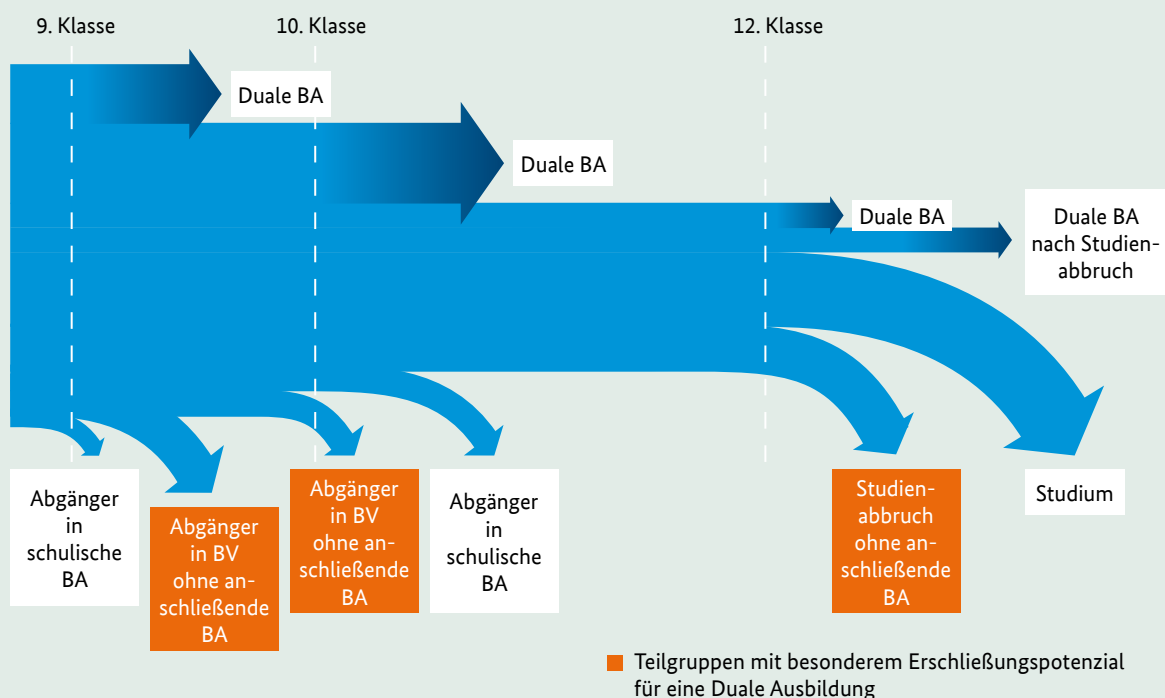 9. Klasse
10. Klasse
12. Klasse
Duale BA
Duale BA
Duale BA
Duale BA
nach Studien-
abbruch
Abgänger
in
schulische
BA
Abgänger
in BV
ohne an-
schließende
BA
Abgänger
in BV
ohne an-
schließende
BA
Abgänger
in
schulische
BA
Studien-
abbruch
ohne an-
schließende
BA
Studium
Teilgruppen mit besonderem Erschließungspotenzial
für eine Duale Ausbildung